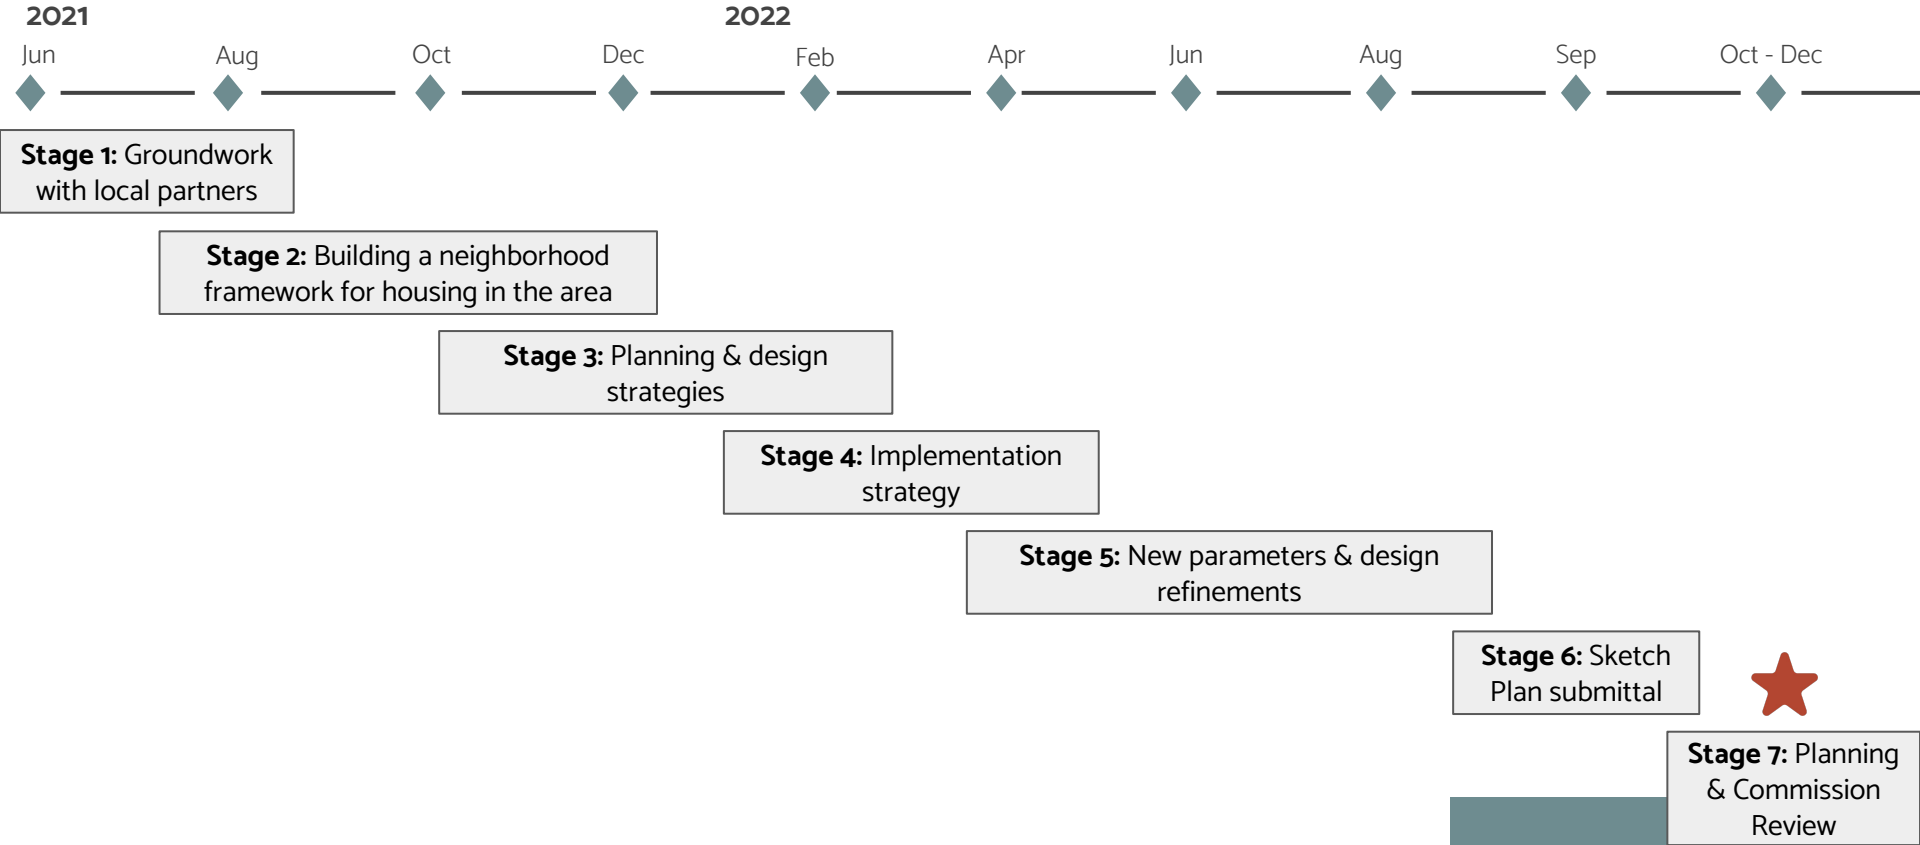 2021
2022
Jun
Aug
Oct
Dec
Feb
Apr
Jun
Aug
Sep
Oct - Dec
Stage 1: Groundwork
with local partners
Stage 2: Building a neighborhood
framework for housing in the area
Stage 3: Planning & design
strategies
Stage 4: Implementation
strategy
Stage 5: New parameters & design
refinements
Stage 6: Sketch
Plan submittal
Stage 7: Planning
& Commission
Review